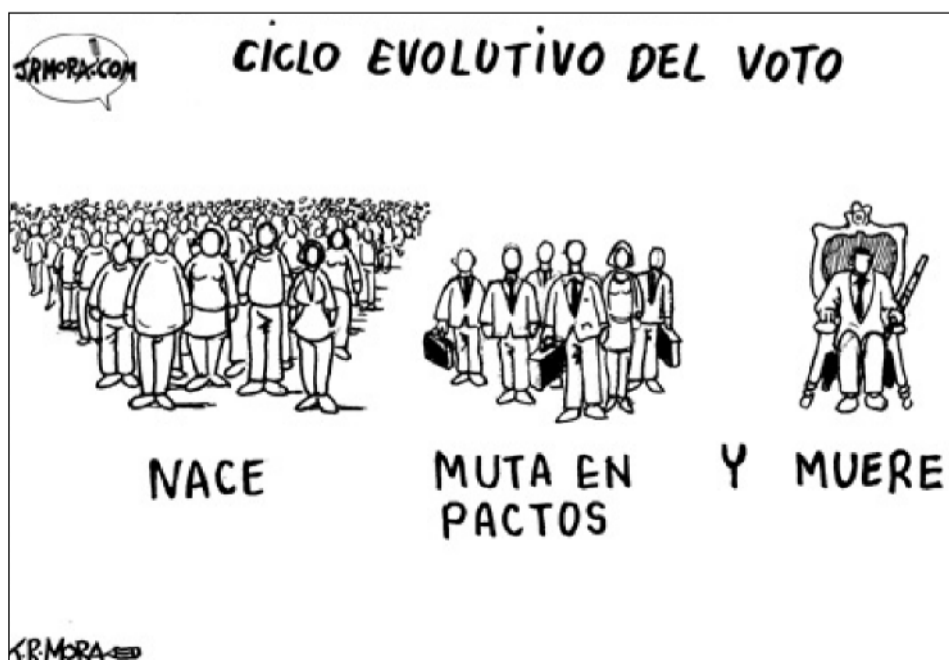 JRMORA.COM
CICLO EVOLUTIVO DEL VOTO
NACE
MUTA EN
PACTOS
Y MUERE
J.R.MORA